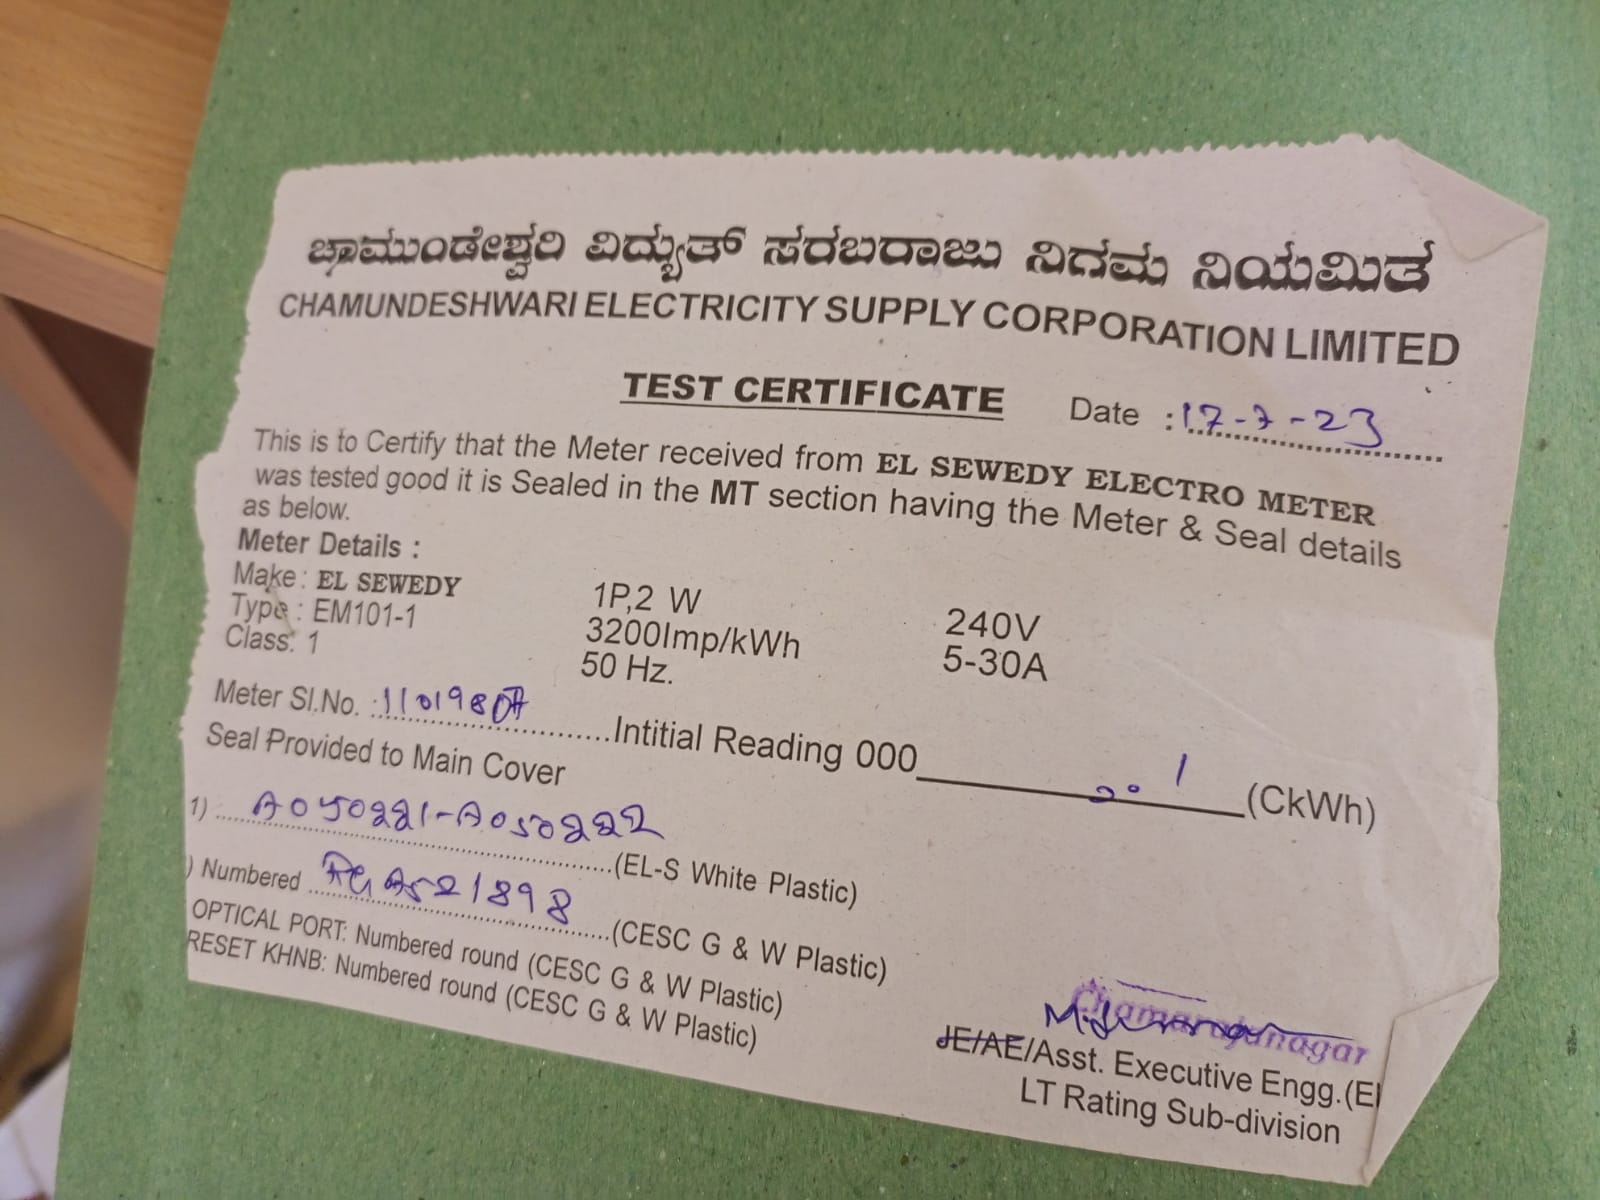 ಚಾಮುಂಡೇಶ್ವರಿ ವಿದ್ಯುತ್ ಸರಬರಾಜು ನಿಗಮ ನಿಯಮಿತ
CHAMUNDESHWARI ELECTRICITY SUPPLY CORPORATION LIMITED
TEST CERTIFICATE Date : 17-7-23
This is to Certify that the Meter received from EL SEWEDY ELECTRO METER
was tested good it is Sealed in the MT section having the Meter & Seal details
as below.
Meter Details :
Make : EL SEWEDY 1P,2 W 240V
Type : EM101-1 3200Imp/kWh 5-30A
Class: 1 50 Hz.
Meter Sl.No. : Intitial Reading 000 (CkWh)
Seal Provided to Main Cover
1) A050221-A050222 (EL-S White Plastic)
) Numbered (CESC G & W Plastic)
OPTICAL PORT: Numbered round (CESC G & W Plastic)
RESET KHNB: Numbered round (CESC G & W Plastic)
Chamarajanagar
JE/AE/Asst. Executive Engg.(El
LT Rating Sub-division